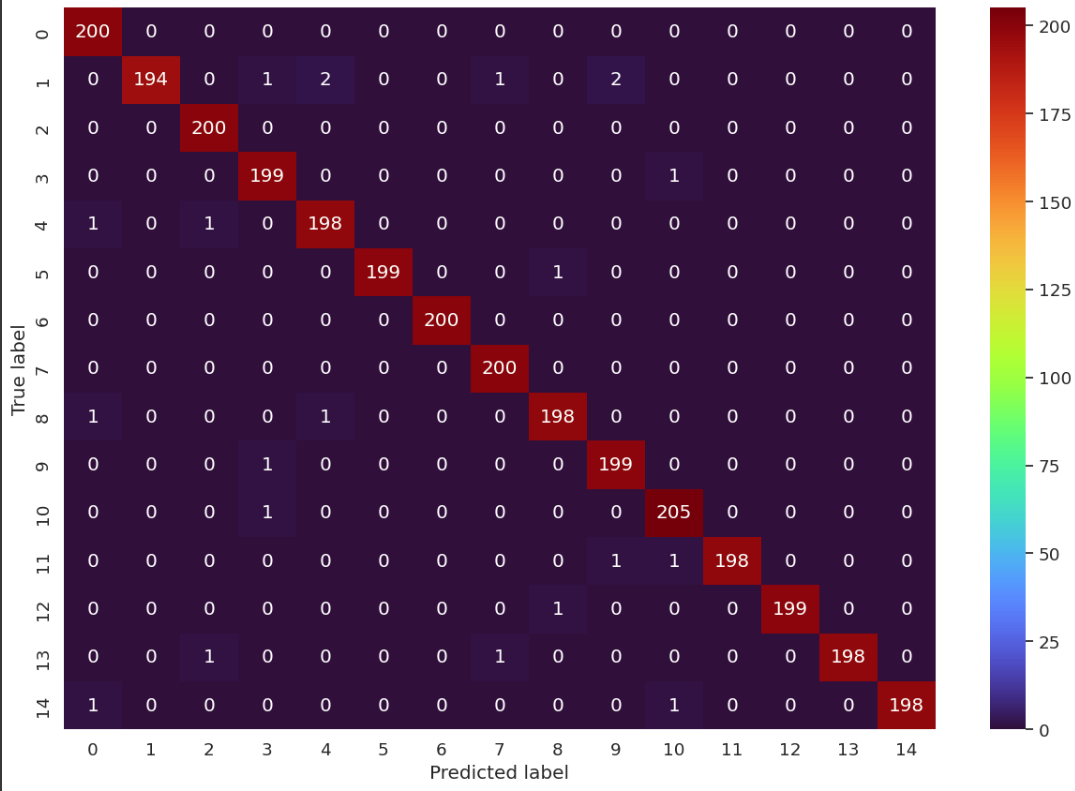 0 200 0 0 0 0 0 0 0 0 0 0 0 0 0 0
1 0 194 0 1 2 0 0 1 0 2 0 0 0 0 0
2 0 0 200 0 0 0 0 0 0 0 0 0 0 0 0
3 0 0 0 199 0 0 0 0 0 0 1 0 0 0 0
4 1 0 1 0 198 0 0 0 0 0 0 0 0 0 0
5 0 0 0 0 0 199 0 0 1 0 0 0 0 0 0
6 0 0 0 0 0 0 200 0 0 0 0 0 0 0 0
7 0 0 0 0 0 0 0 200 0 0 0 0 0 0 0
8 1 0 0 0 1 0 0 0 198 0 0 0 0 0 0
9 0 0 0 1 0 0 0 0 0 199 0 0 0 0 0
10 0 0 0 1 0 0 0 0 0 0 205 0 0 0 0
11 0 0 0 0 0 0 0 0 0 1 1 198 0 0 0
12 0 0 0 0 0 0 0 0 1 0 0 0 199 0 0
13 0 0 1 0 0 0 0 1 0 0 0 0 0 198 0
14 1 0 0 0 0 0 0 0 0 0 1 0 0 0 198
0 1 2 3 4 5 6 7 8 9 10 11 12 13 14
Predicted label
True label
200
175
150
125
100
75
50
25
0